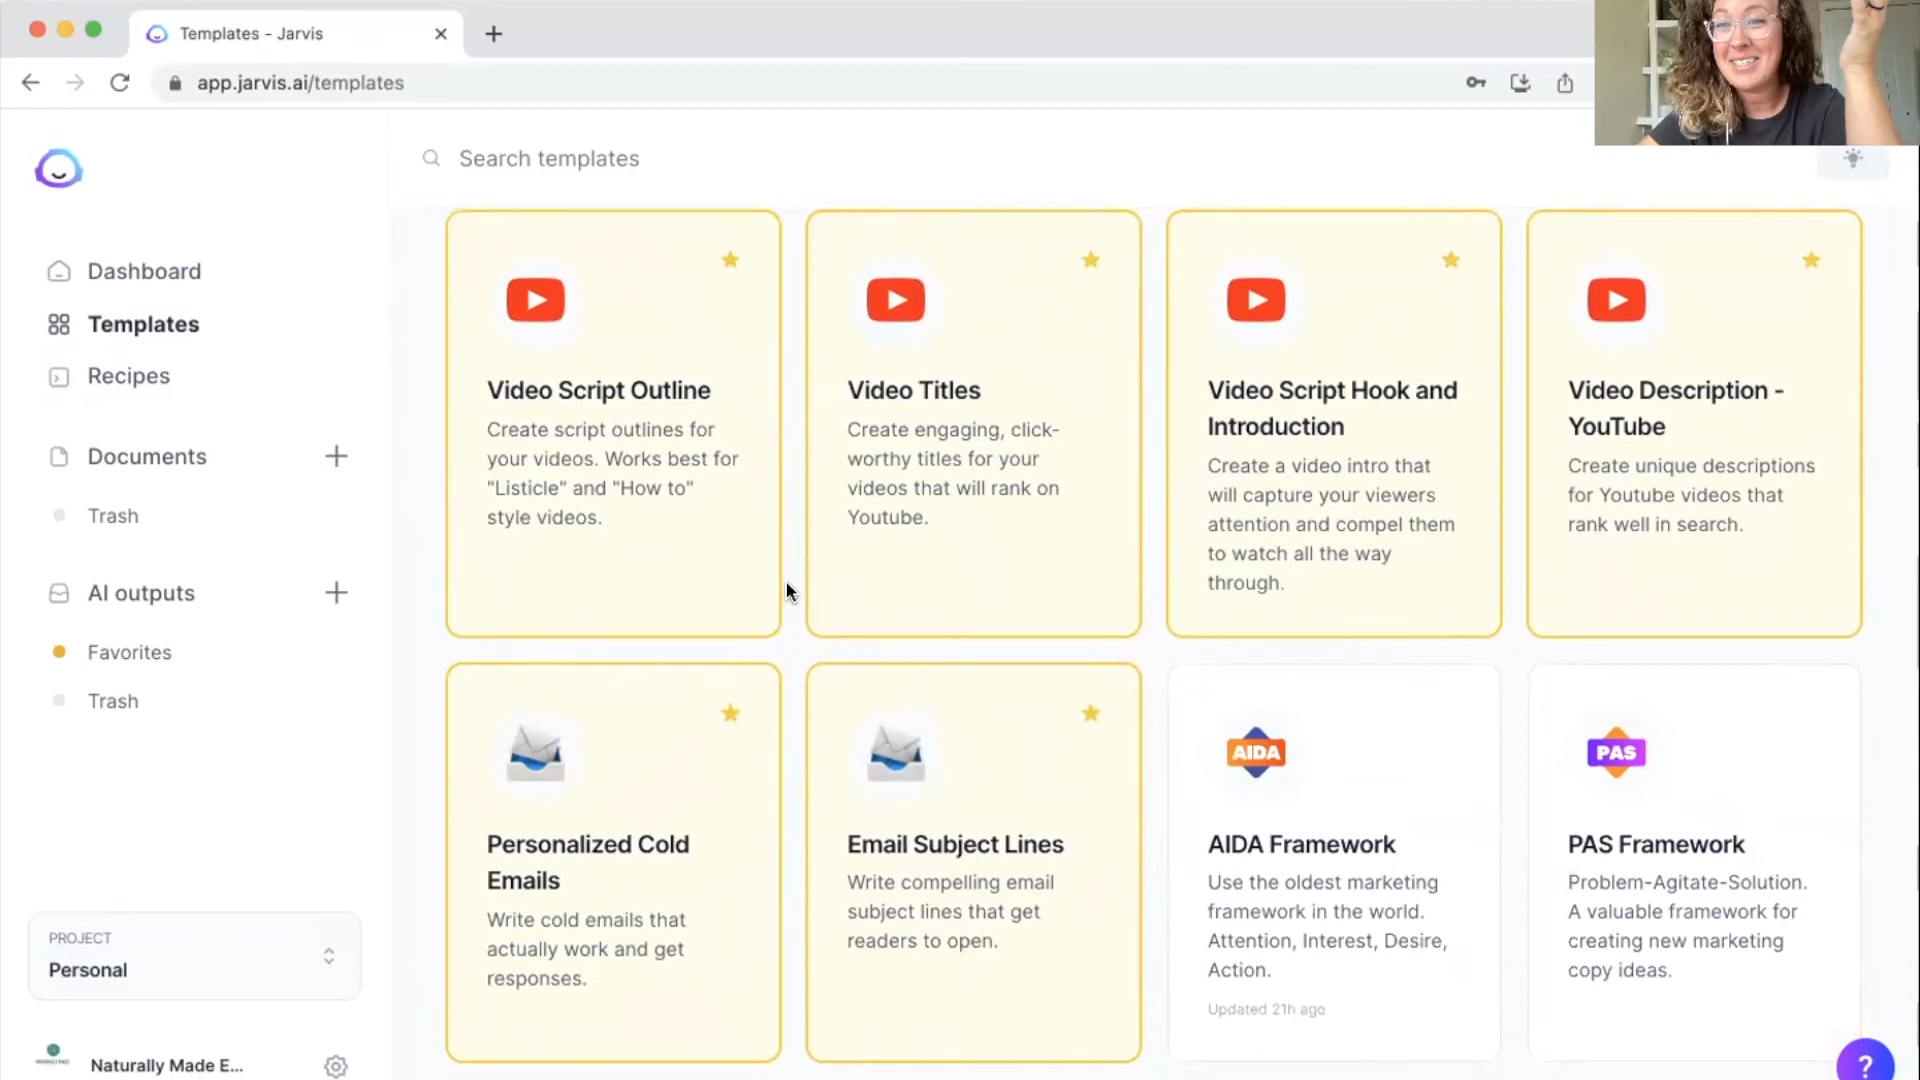 Templates - Jarvis
app.jarvis.ai/templates
Search templates
Dashboard
Templates
Recipes
Documents
Trash
AI outputs
Favorites
Trash
PROJECT
Personal
Naturally Made E...
Video Script Outline
Create script outlines for
your videos. Works best for
"Listicle" and "How to"
style videos.
Video Titles
Create engaging, click-
worthy titles for your
videos that will rank on
Youtube.
Video Script Hook and
Introduction
Create a video intro that
will capture your viewers
attention and compel them
to watch all the way
through.
Video Description -
YouTube
Create unique descriptions
for Youtube videos that
rank well in search.
Personalized Cold
Emails
Write cold emails that
actually work and get
responses.
Email Subject Lines
Write compelling email
subject lines that get
readers to open.
AIDA
AIDA Framework
Use the oldest marketing
framework in the world.
Attention, Interest, Desire,
Action.
Updated 21h ago
PAS
PAS Framework
Problem-Agitate-Solution.
A valuable framework for
creating new marketing
copy ideas.
?